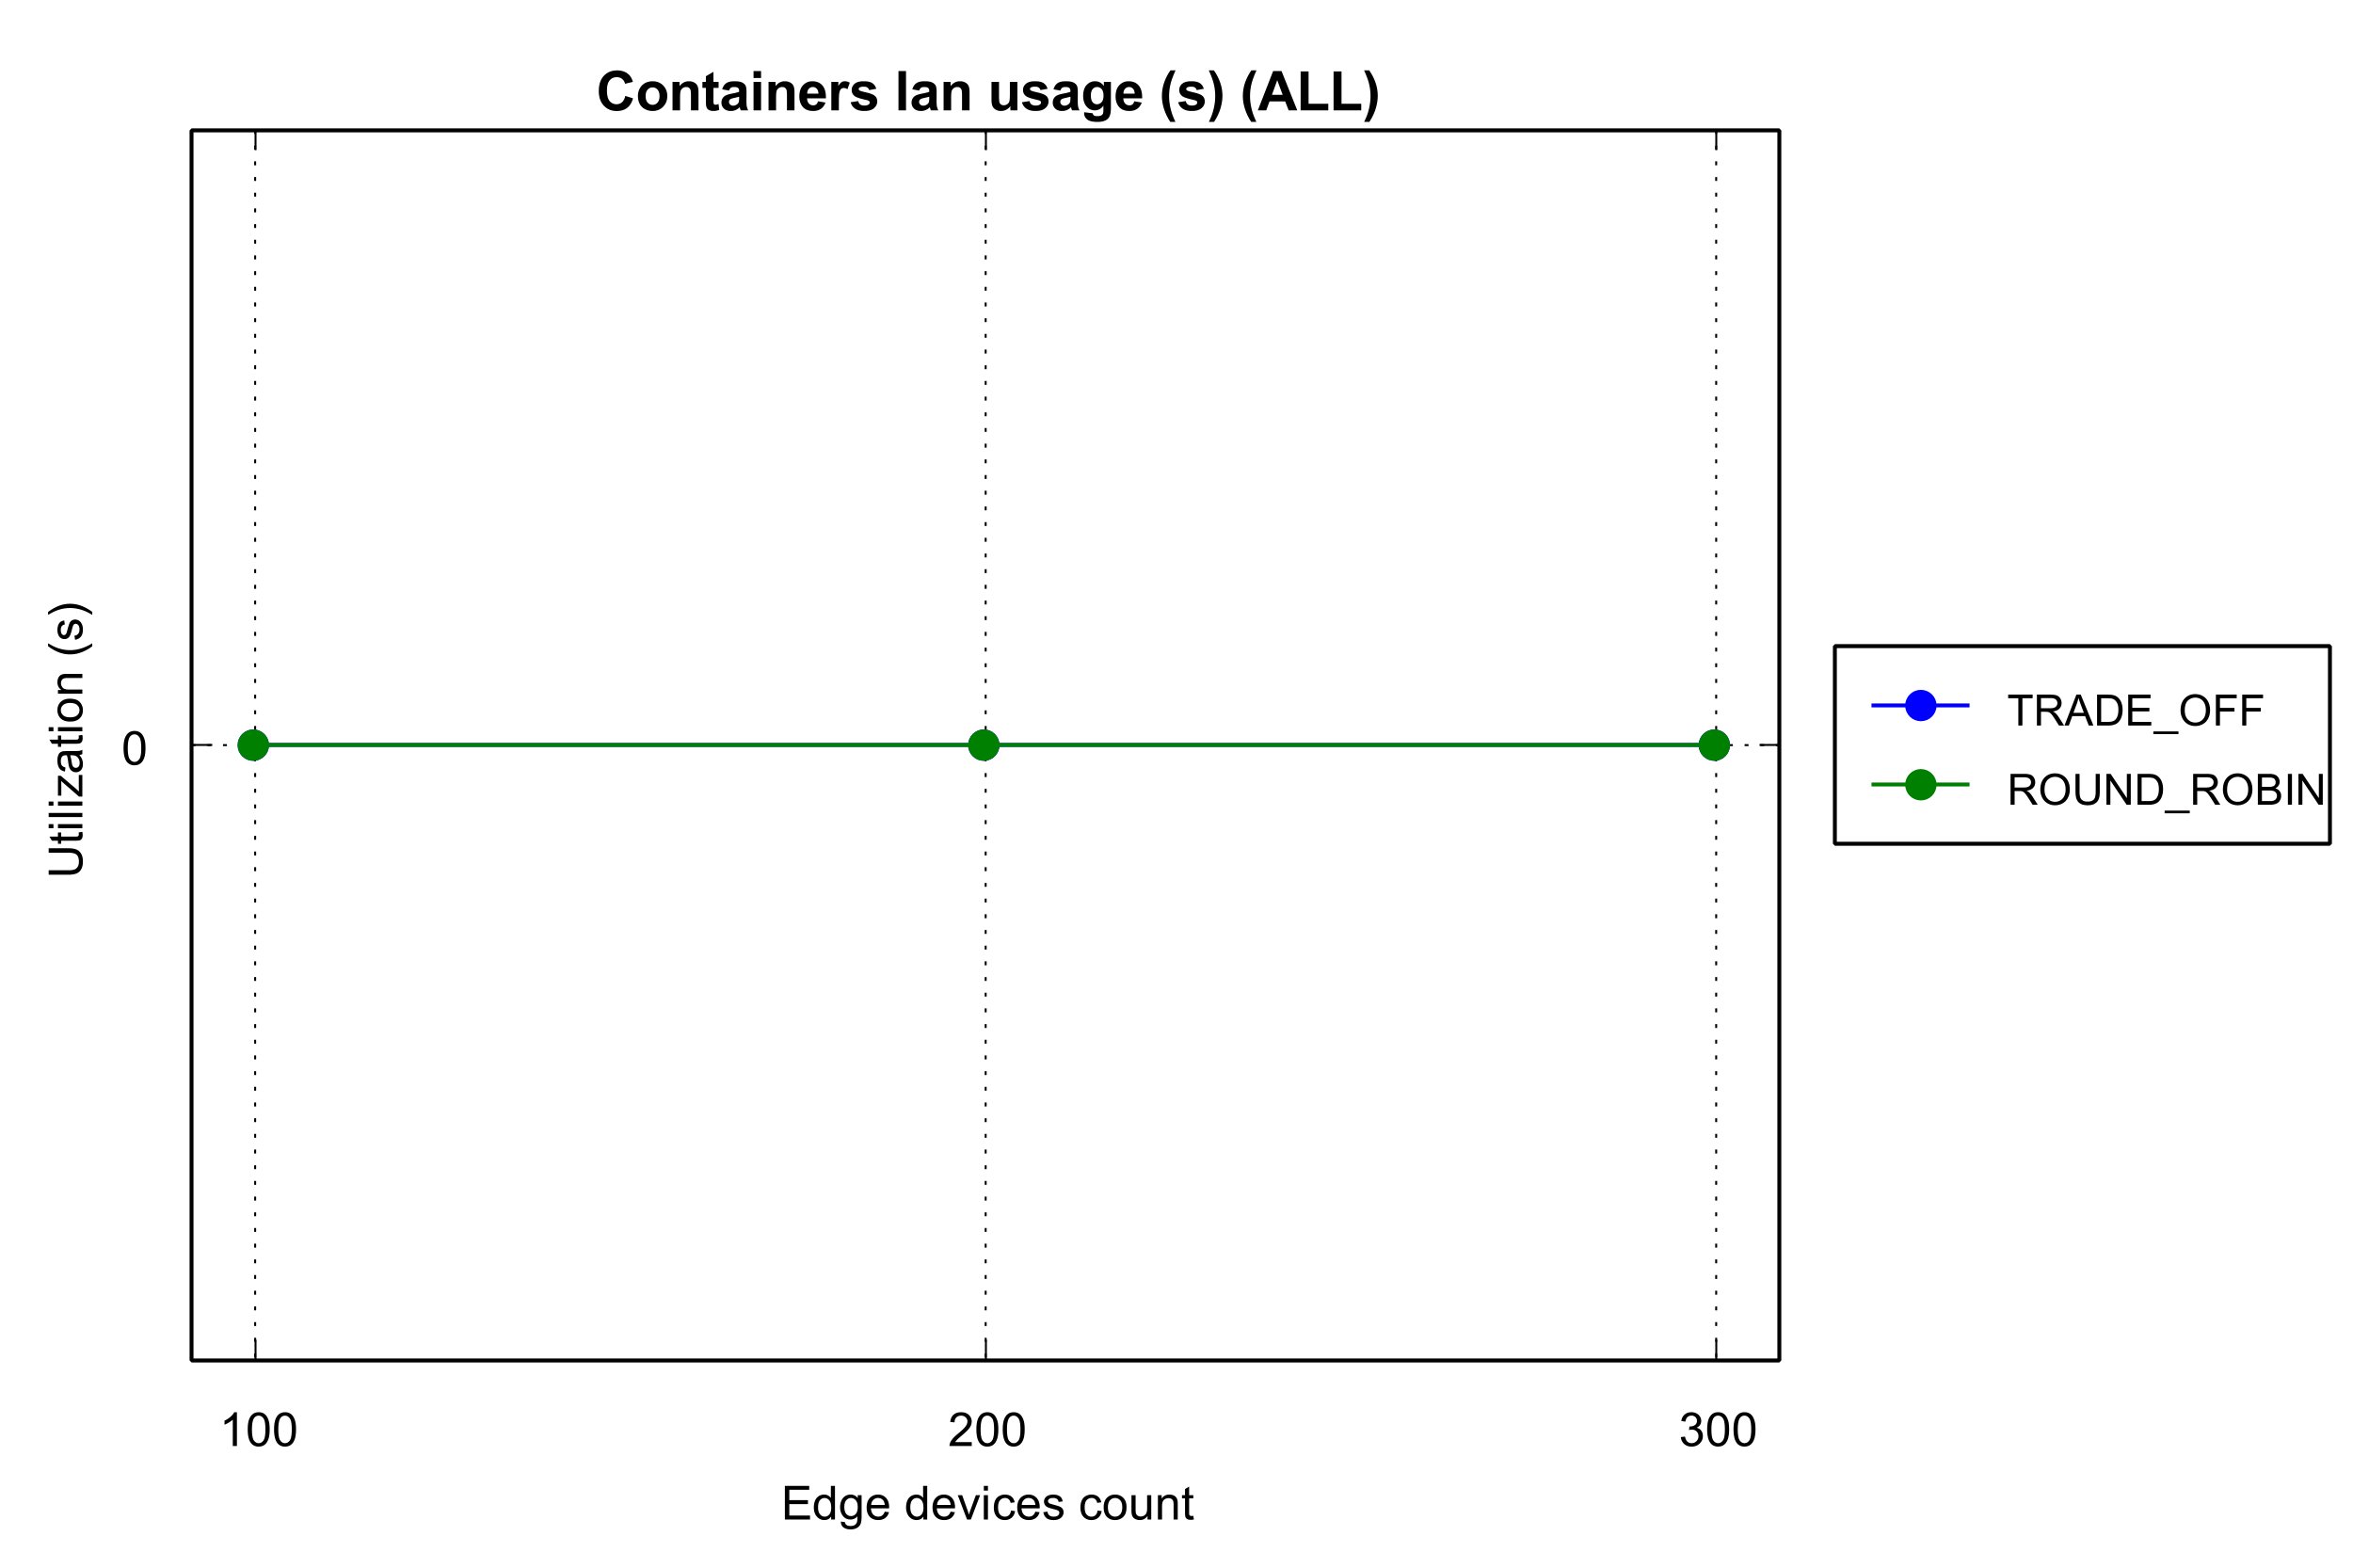 Containers lan usage (s) (ALL)
Utilization (s)
0
TRADE_OFF
ROUND_ROBIN
100 200 300
Edge devices count